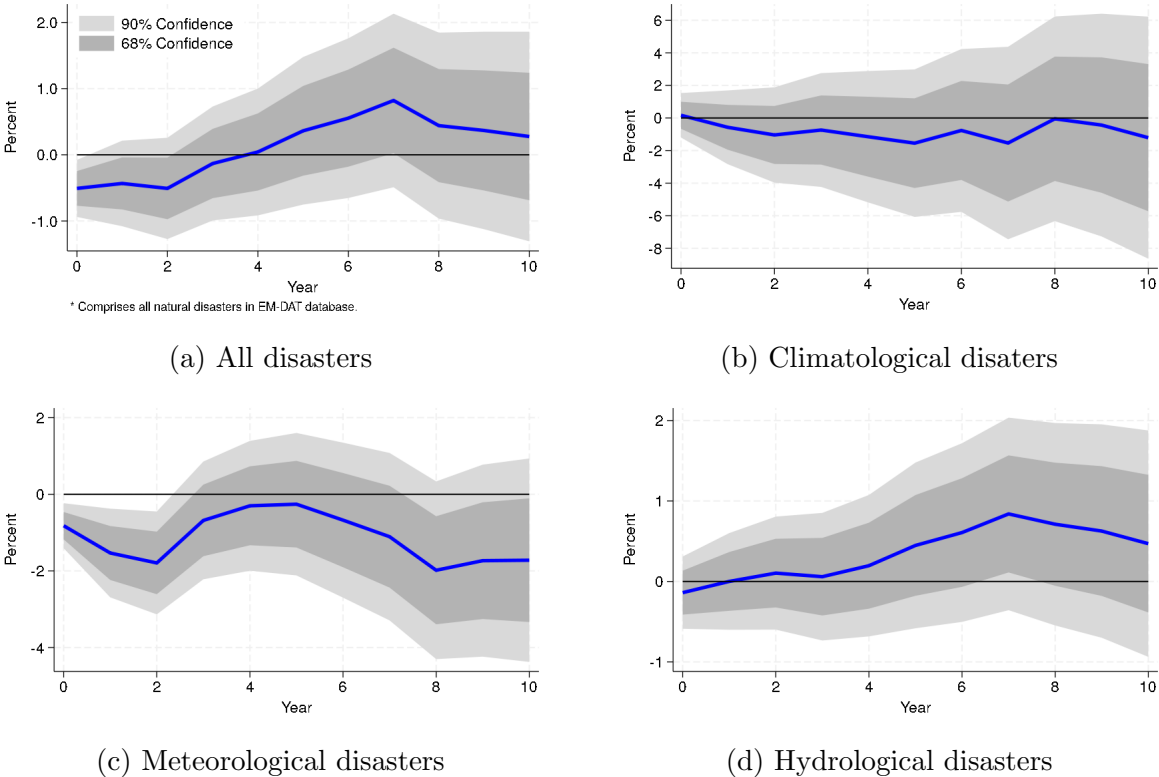 90% Confidence
68% Confidence
Percent
2.0
1.0
0.0
-1.0
0 2 4 6 8 10
Year
* Comprises all natural disasters in EM-DAT database.
(a) All disasters
Percent
6
4
2
0
-2
-4
-6
-8
0 2 4 6 8 10
Year
(b) Climatological disaters
Percent
2
0
-2
-4
0 2 4 6 8 10
Year
(c) Meteorological disasters
Percent
2
1
0
-1
0 2 4 6 8 10
Year
(d) Hydrological disasters